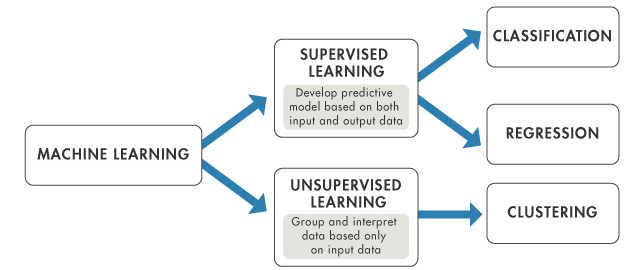 MACHINE LEARNING
SUPERVISED
LEARNING
Develop predictive
model based on both
input and output data
UNSUPERVISED
LEARNING
Group and interpret
data based only
on input data
CLASSIFICATION
REGRESSION
CLUSTERING